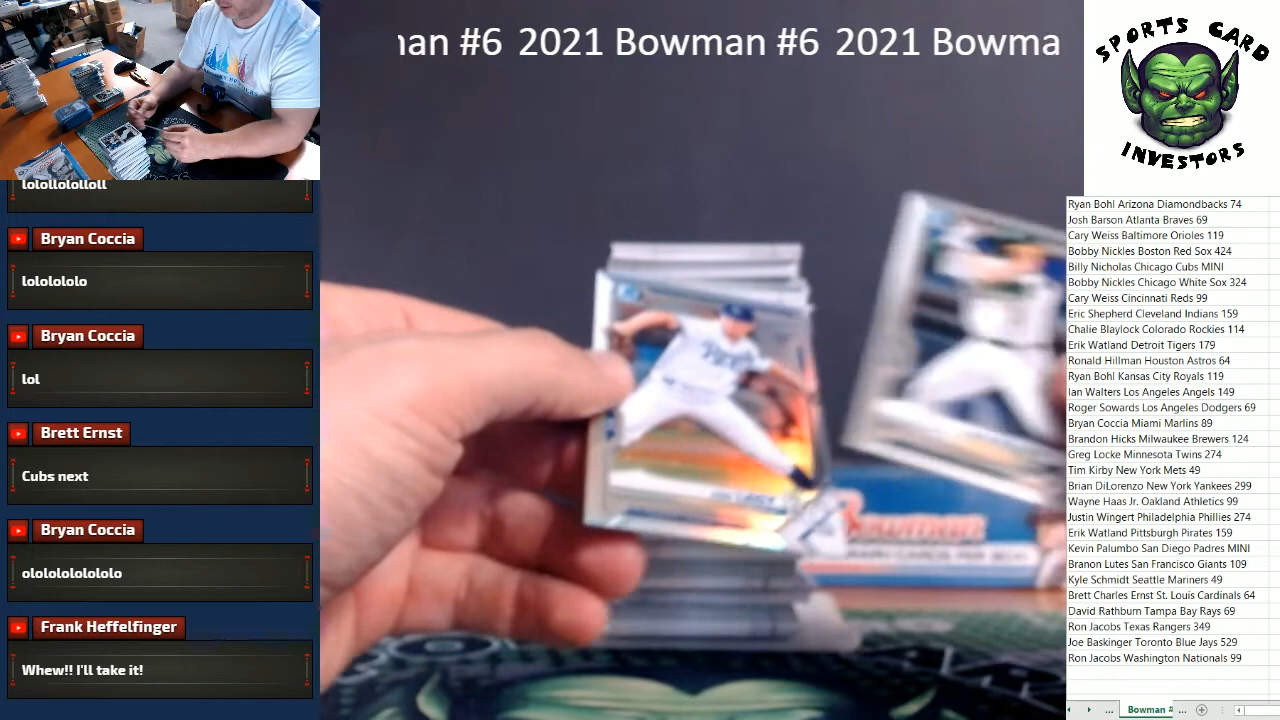 ıan #6 2021 Bowman #6 2021 Bowma
SPORTS CARD
INVESTORS
lolollololloll
Bryan Coccia
lolololo
Bryan Coccia
lol
Brett Ernst
Cubs next
Bryan Coccia
olololololololo
Frank Heffelfinger
Whew!! I'll take it!
Ryan Bohl Arizona Diamondbacks 74
Josh Barson Atlanta Braves 69
Cary Weiss Baltimore Orioles 119
Bobby Nickles Boston Red Sox 424
Billy Nicholas Chicago Cubs MINI
Bobby Nickles Chicago White Sox 324
Cary Weiss Cincinnati Reds 99
Eric Shepherd Cleveland Indians 159
Chalie Blaylock Colorado Rockies 114
Erik Watland Detroit Tigers 179
Ronald Hillman Houston Astros 64
Ryan Bohl Kansas City Royals 119
Ian Walters Los Angeles Angels 149
Roger Sowards Los Angeles Dodgers 69
Bryan Coccia Miami Marlins 89
Brandon Hicks Milwaukee Brewers 124
Greg Locke Minnesota Twins 274
Tim Kirby New York Mets 49
Brian DiLorenzo New York Yankees 299
Wayne Haas Jr. Oakland Athletics 99
Justin Wingert Philadelphia Phillies 274
Erik Watland Pittsburgh Pirates 159
Kevin Palumbo San Diego Padres MINI
Branon Lutes San Francisco Giants 109
Kyle Schmidt Seattle Mariners 49
Brett Charles Ernst St. Louis Cardinals 64
David Rathburn Tampa Bay Rays 69
Ron Jacobs Texas Rangers 349
Joe Baskinger Toronto Blue Jays 529
Ron Jacobs Washington Nationals 99
... Bowman # ...
Bowman